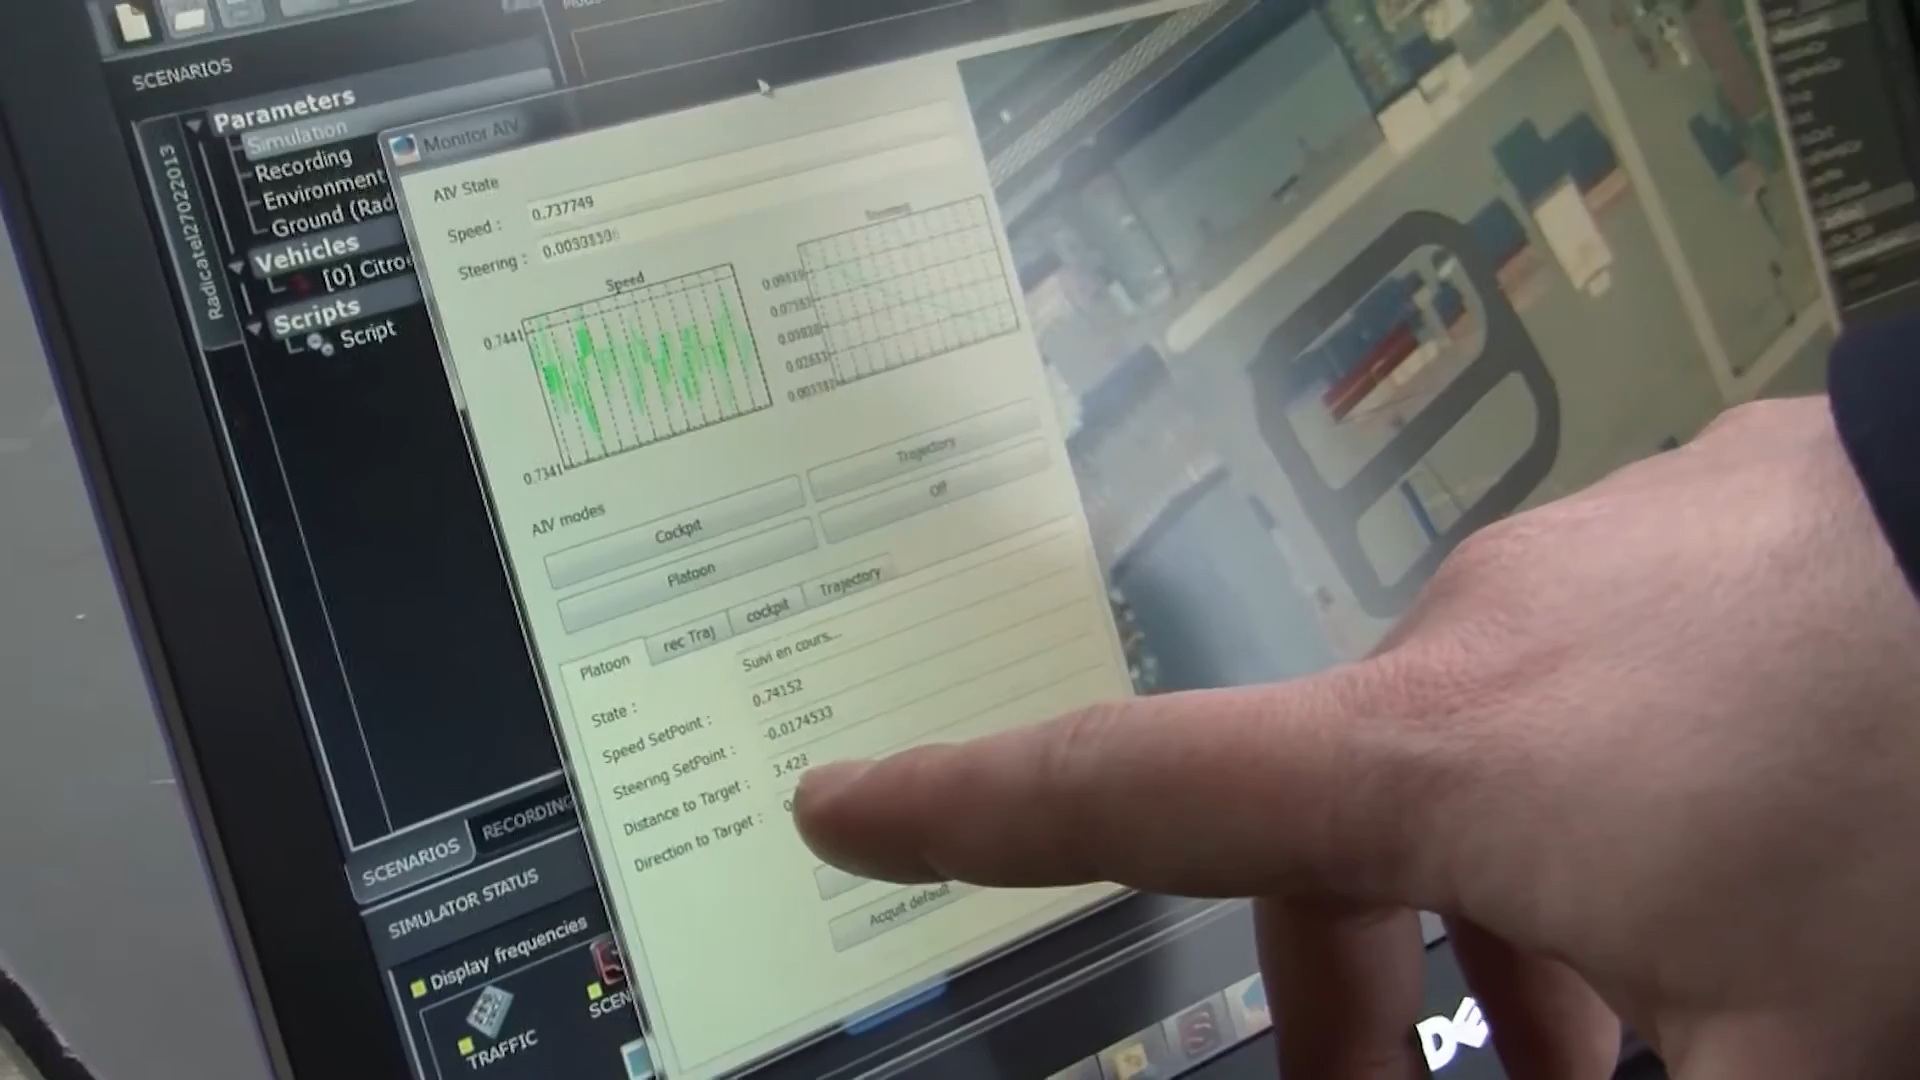 SCENARIOS
Radicatel27022013
Parameters
Simulation
Recording
Environment
Ground (Rad
Vehicles
[0] Citro
Scripts
Script
Monitor AIV
AIV State
Speed : 0.737749
Steering :
Speed
0.7441
0.7341
AIV modes
Cockpit
Trajectory
Platoon
Off
Platoon
rec Traj
cockpit
Trajectory
State : Suivi en cours...
Speed SetPoint : 0.74152
Steering SetPoint : -0.0174533
Distance to Target : 3.428
Direction to Target :
Acquit default
SCENARIOS
RECORDING
SIMULATOR STATUS
Display frequencies
TRAFFIC
SCEN
DE